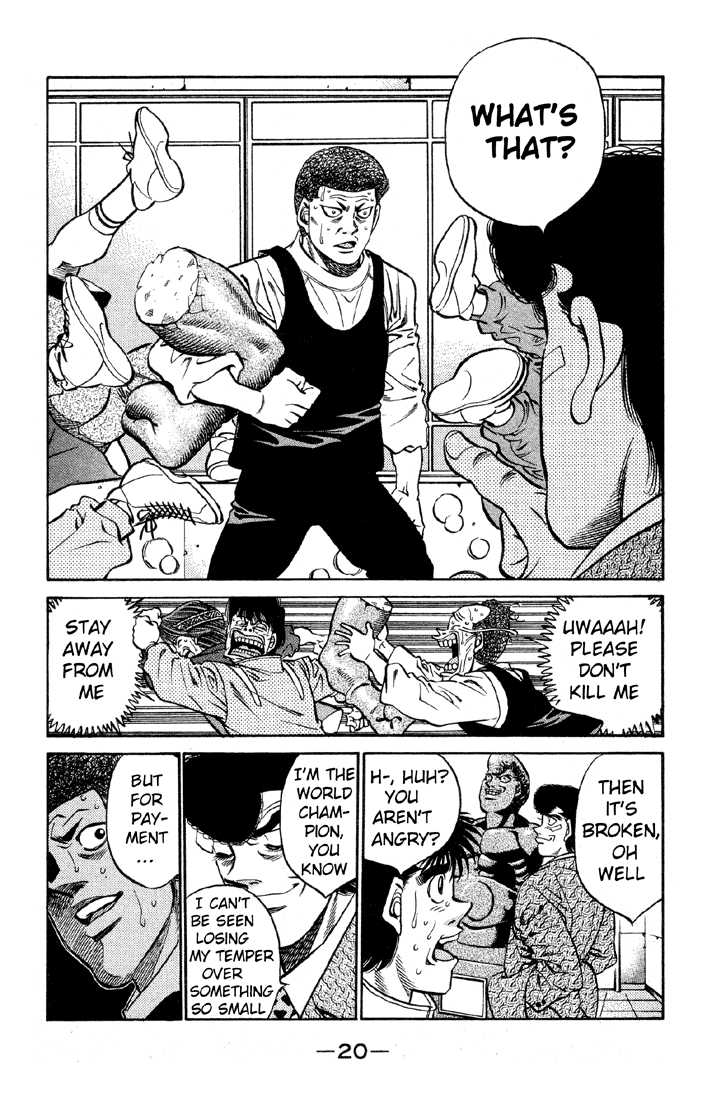 WHAT'S
THAT?
UWAAAH!
PLEASE
DON'T
KILL ME
STAY
AWAY
FROM
ME
THEN
IT'S
BROKEN,
OH
WELL
H-, HUH?
YOU
AREN'T
ANGRY?
I'M THE
WORLD
CHAM-
PION,
YOU
KNOW
I CAN'T
BE SEEN
LOSING
MY TEMPER
OVER
SOMETHING
SO SMALL
BUT
FOR
PAY-
MENT
...
—20—